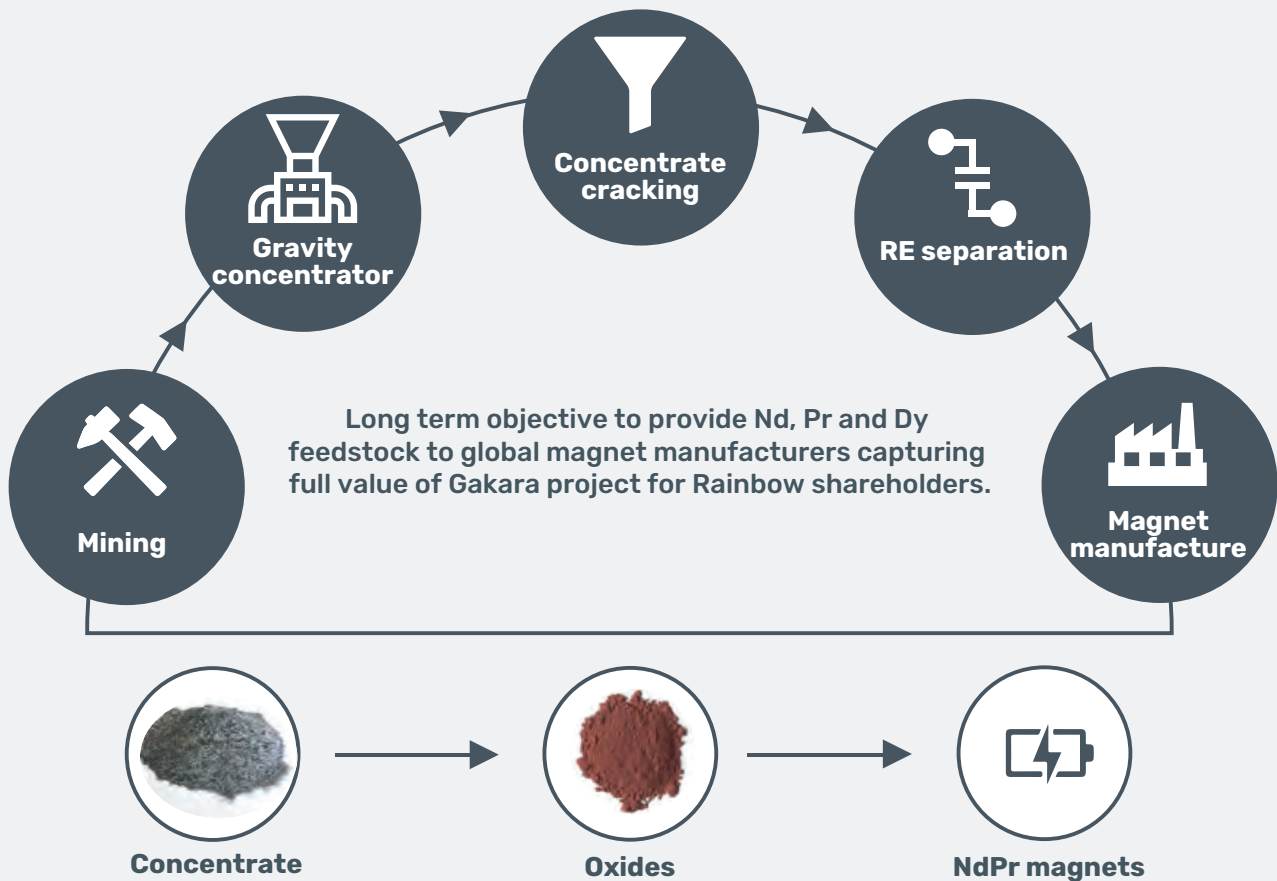 Concentrate
cracking
Gravity
concentrator
RE separation
Long term objective to provide Nd, Pr and Dy
feedstock to global magnet manufacturers capturing
full value of Gakara project for Rainbow shareholders.
Mining
Magnet
manufacture
Concentrate
Oxides
NdPr magnets